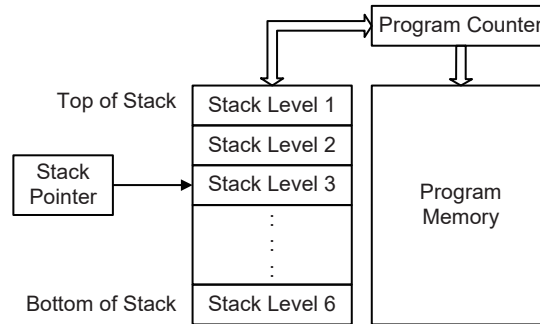 Program Counter
Top of Stack
Stack Level 1
Stack Level 2
Stack
Pointer
Stack Level 3
Program
Memory
:
:
:
Bottom of Stack
Stack Level 6